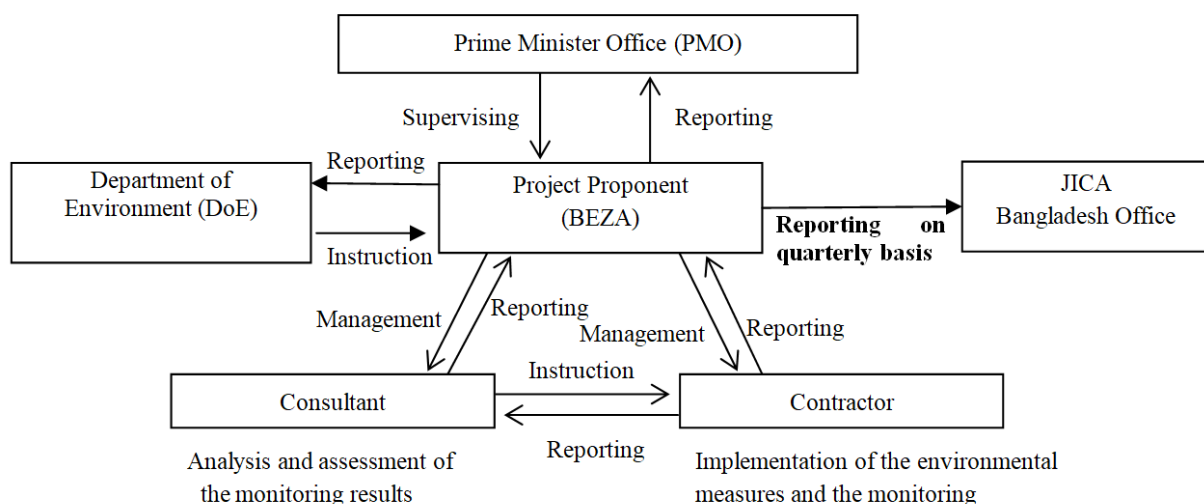 Prime Minister Office (PMO)
Supervising
Reporting
Reporting
Department of
Environment (DoE)
Project Proponent
(BEZA)
JICA
Bangladesh Office
Instruction
Reporting on
quarterly basis
Management
Reporting
Management
Reporting
Consultant
Instruction
Contractor
Reporting
Analysis and assessment of
the monitoring results
Implementation of the environmental
measures and the monitoring